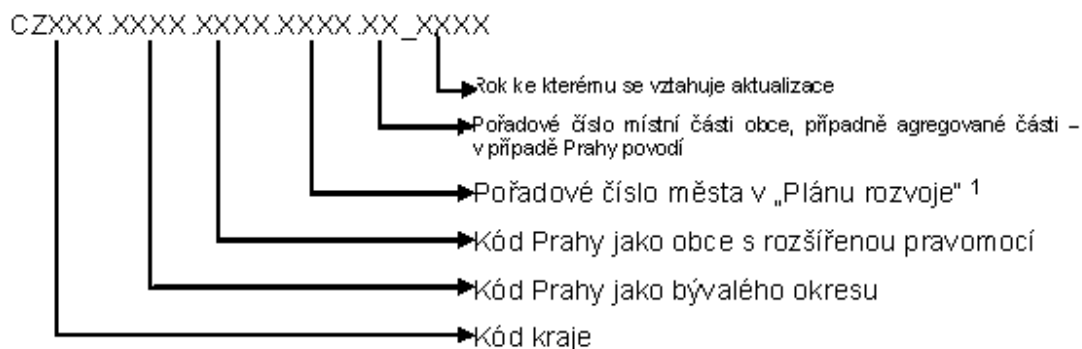 CZXXX.XXXX.XXXX.XXXX.XX_XXXX
Rok ke kterému se vztahuje aktualizace
Pořadové číslo místní části obce, případně agregované části –
v případě Prahy povodí
Pořadové číslo města v „Plánu rozvoje" 1
Kód Prahy jako obce s rozšířenou pravomocí
Kód Prahy jako bývalého okresu
Kód kraje